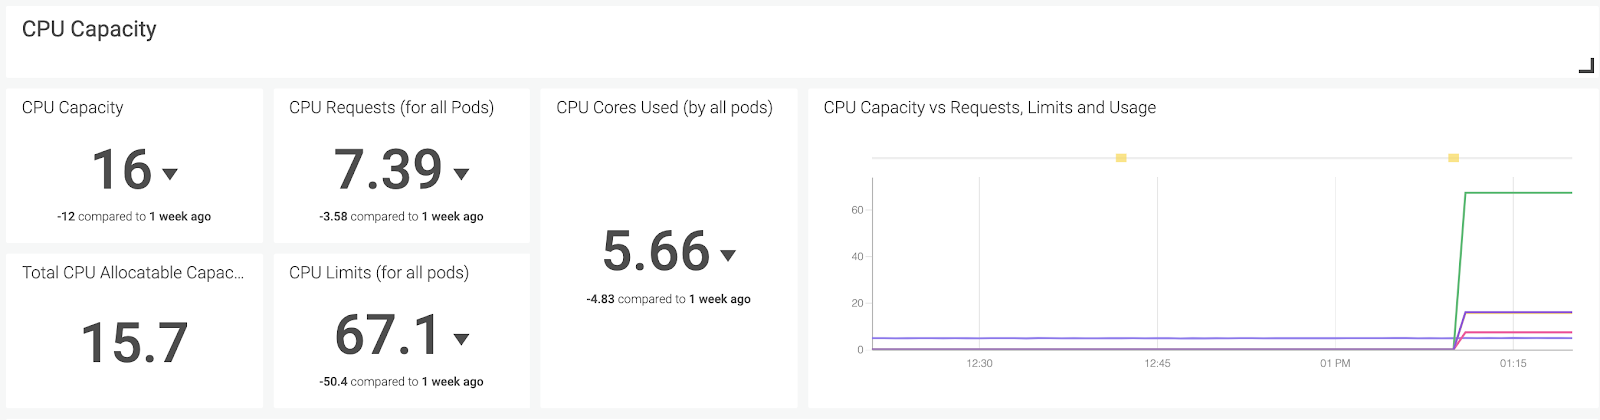 CPU Capacity
CPU Capacity
16
-12 compared to 1 week ago
Total CPU Allocatable Capac...
15.7
CPU Requests (for all Pods)
7.39
-3.58 compared to 1 week ago
CPU Limits (for all pods)
67.1
-50.4 compared to 1 week ago
CPU Cores Used (by all pods)
5.66
-4.83 compared to 1 week ago
CPU Capacity vs Requests, Limits and Usage
60
40
20
0
12:30 12:45 01 PM 01:15